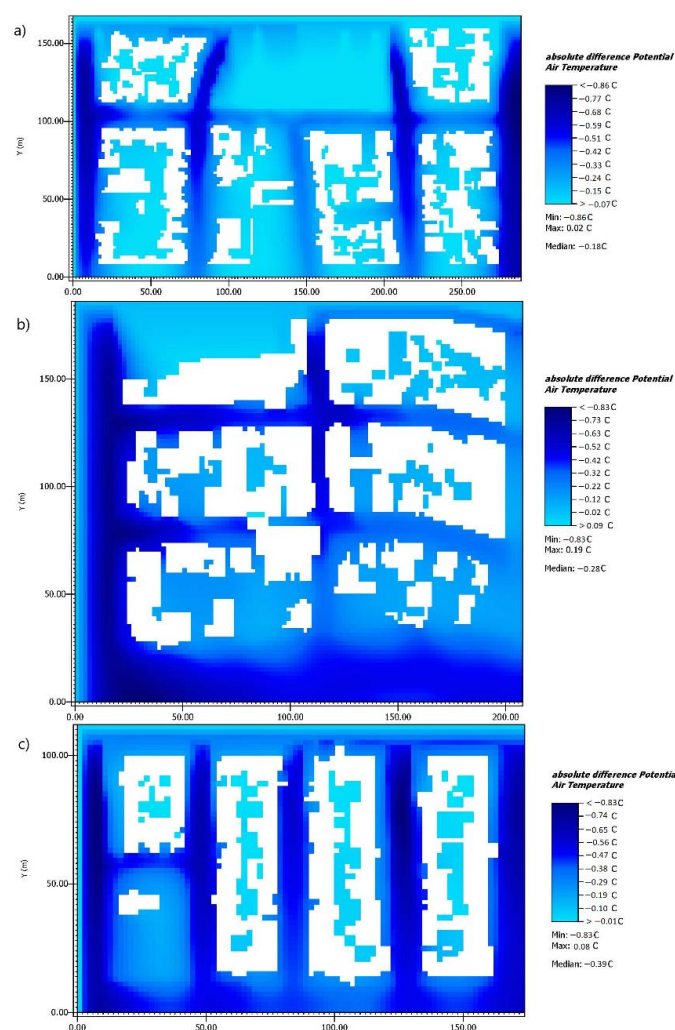 a)
150.00
100.00
Y (m)
50.00
0.00
0.00 50.00 100.00 150.00 200.00 250.00
absolute difference Potential
Air Temperature
<−0.86 C
−0.77 C
−0.68 C
−0.59 C
−0.51 C
−0.42 C
−0.33 C
−0.24 C
−0.15 C
> −0.07 C
Min: −0.86C
Max: 0.02 C
Median: −0.18C
b)
150.00
100.00
Y (m)
50.00
0.00
0.00 50.00 100.00 150.00 200.00
absolute difference Potential
Air Temperature
< −0.83C
−0.73 C
−0.63 C
−0.52 C
−0.42 C
−0.32 C
−0.22 C
−0.12 C
−0.02 C
> 0.09 C
Min: −0.83C
Max: 0.19 C
Median: −0.28C
c)
100.00
Y (m)
50.00
0.00
0.00 50.00 100.00 150.00
absolute difference Potential
Air Temperature
< −0.83C
−0.74 C
−0.65 C
−0.56 C
−0.47 C
−0.38 C
−0.29 C
−0.19 C
−0.10 C
> −0.01C
Min: −0.83C
Max: 0.08 C
Median: −0.39C